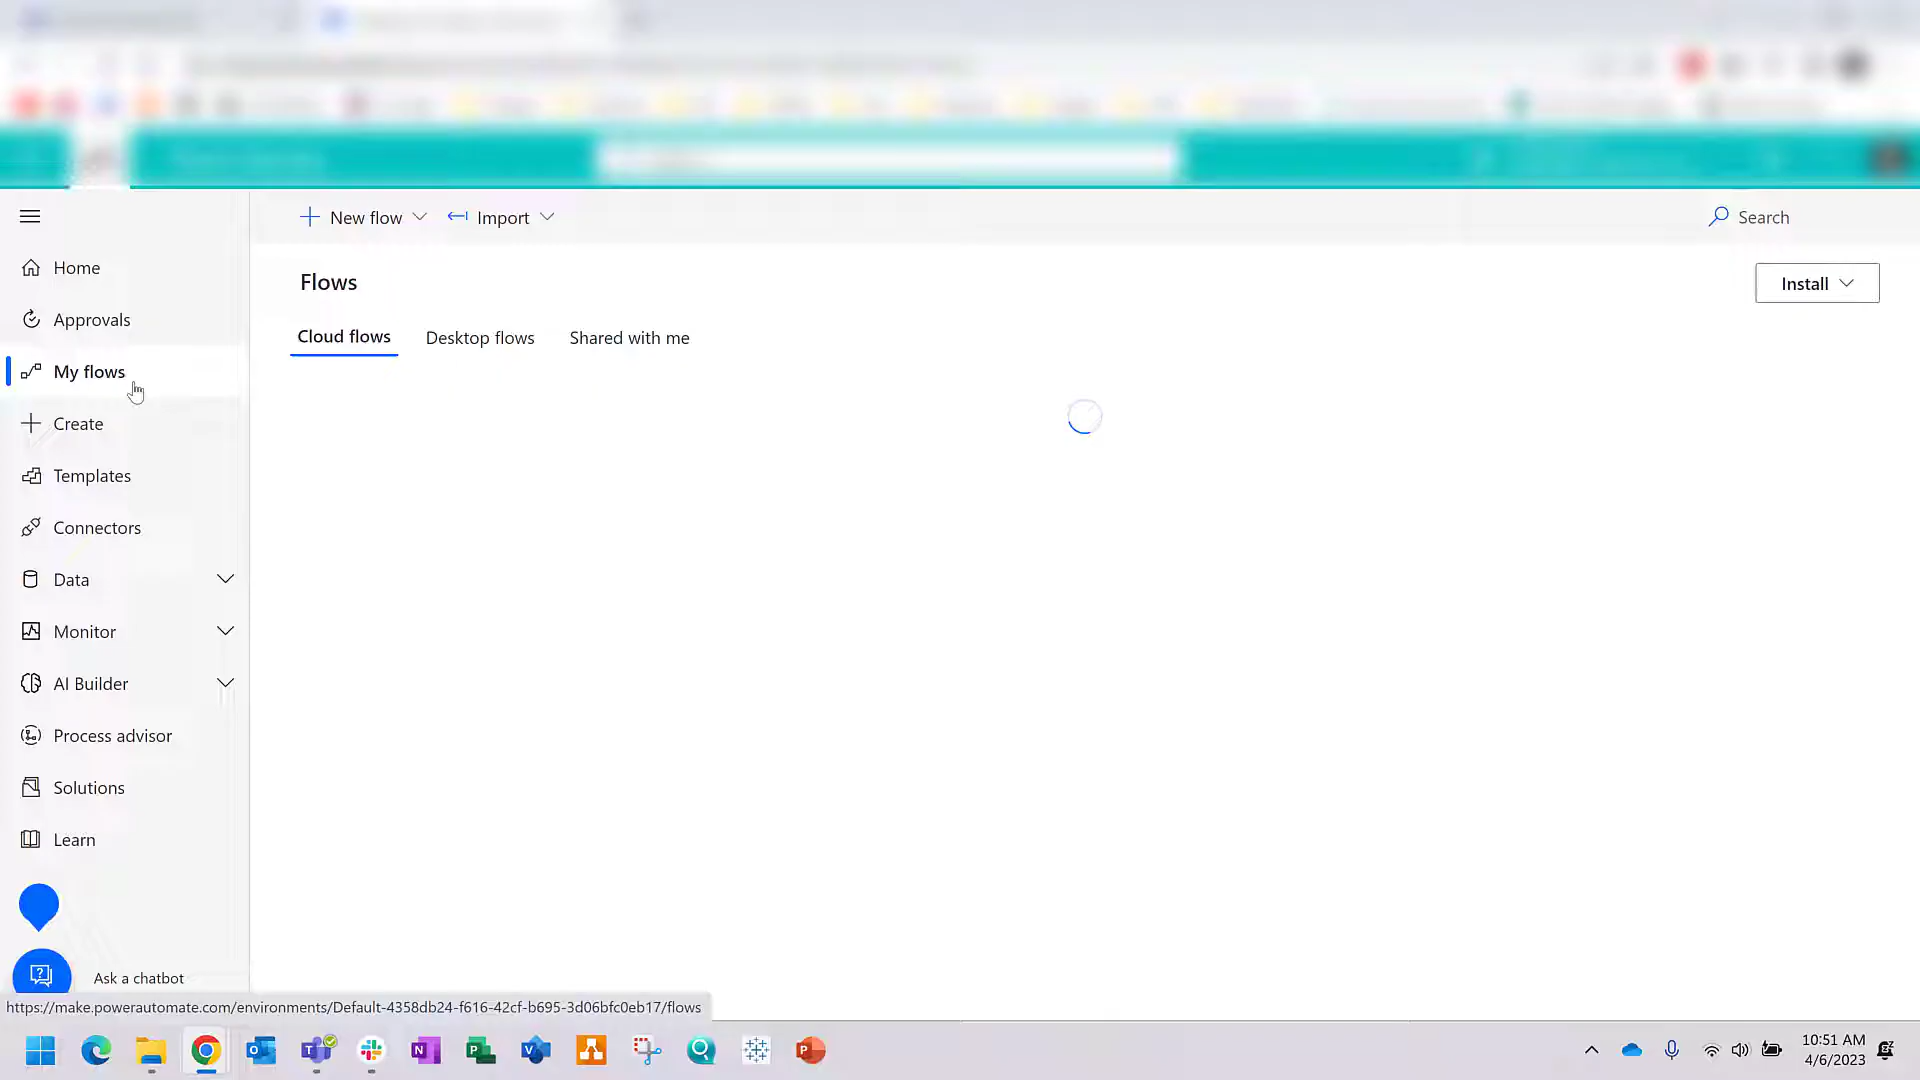 New flow
Import
Search
Home
Approvals
My flows
Create
Templates
Connectors
Data
Monitor
AI Builder
Process advisor
Solutions
Learn
Ask a chatbot
Flows
Install
Cloud flows
Desktop flows
Shared with me
https://make.powerautomate.com/environments/Default-4358db24-f616-42cf-b695-3d06bfc0eb17/flows
10:51 AM
4/6/2023